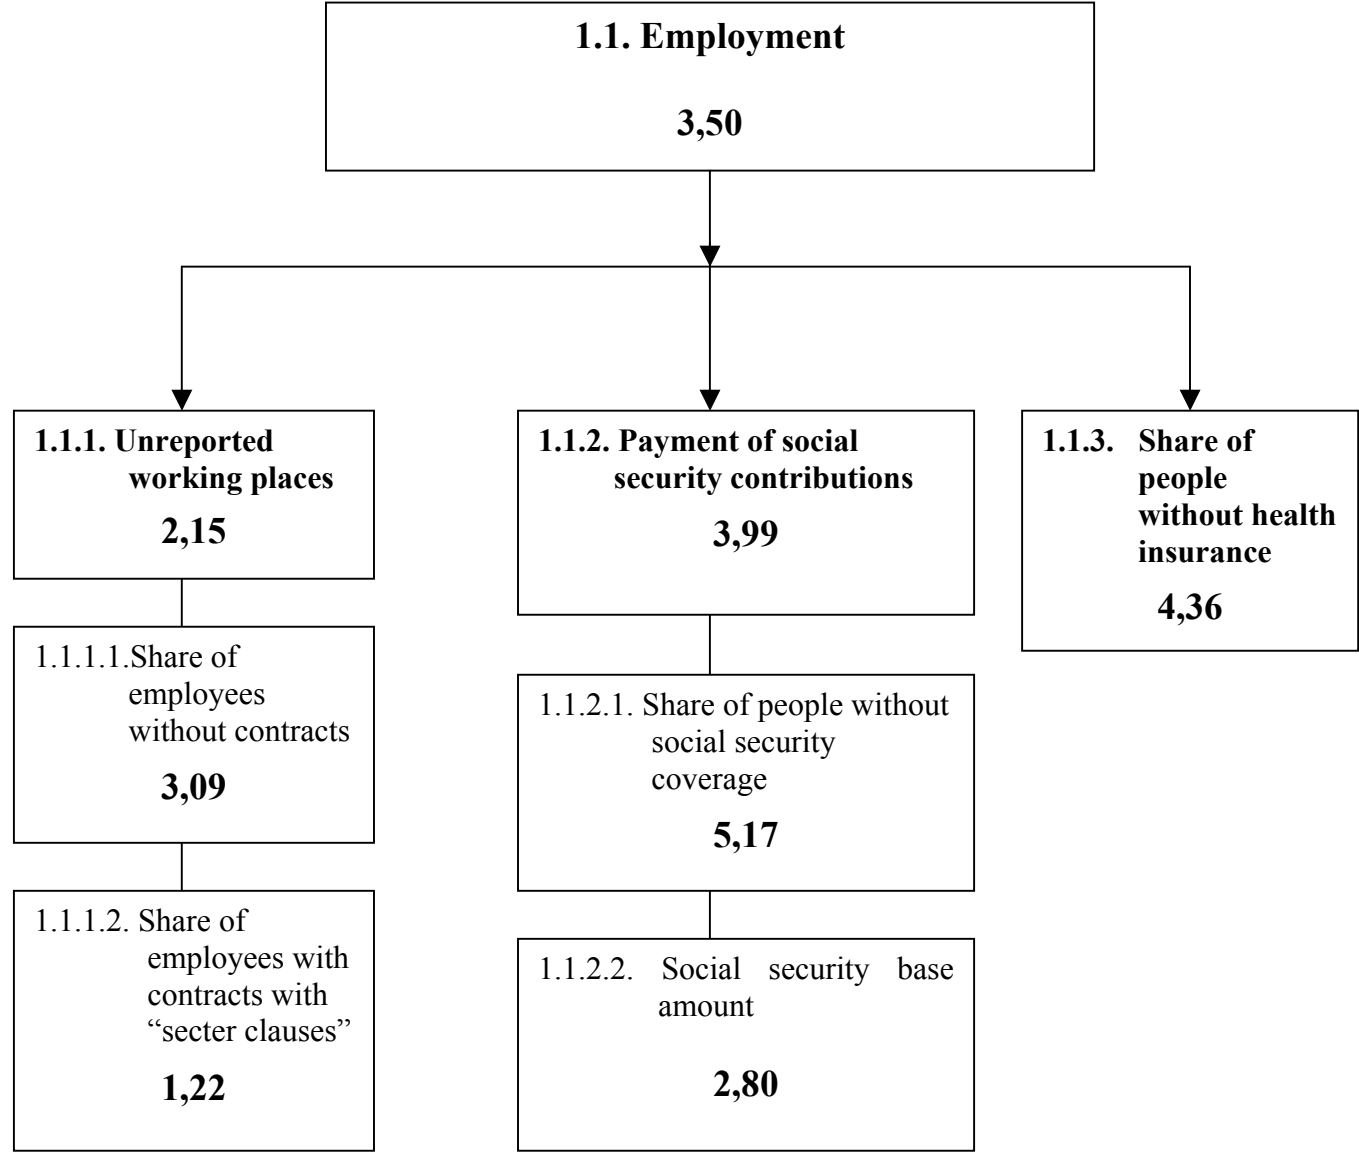 1.1. Employment
3,50
1.1.1. Unreported
working places
2,15
1.1.2. Payment of social
security contributions
3,99
1.1.3. Share of
people
without health
insurance
4,36
1.1.1.1.Share of
employees
without contracts
3,09
1.1.2.1. Share of people without
social security
coverage
5,17
1.1.1.2. Share of
employees with
contracts with
“secter clauses”
1,22
1.1.2.2. Social security base
amount
2,80